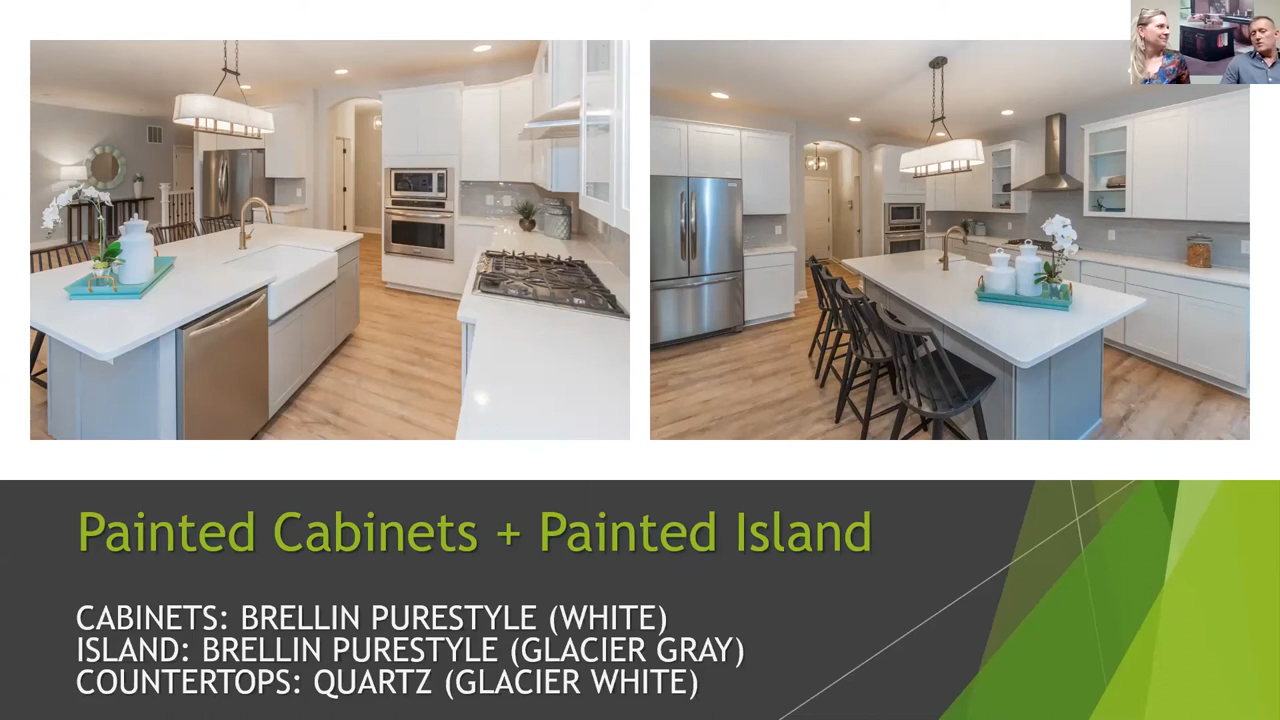 Painted Cabinets + Painted Island
CABINETS: BRELLIN PURESTYLE (WHITE)
ISLAND: BRELLIN PURESTYLE (GLACIER GRAY)
COUNTERTOPS: QUARTZ (GLACIER WHITE)